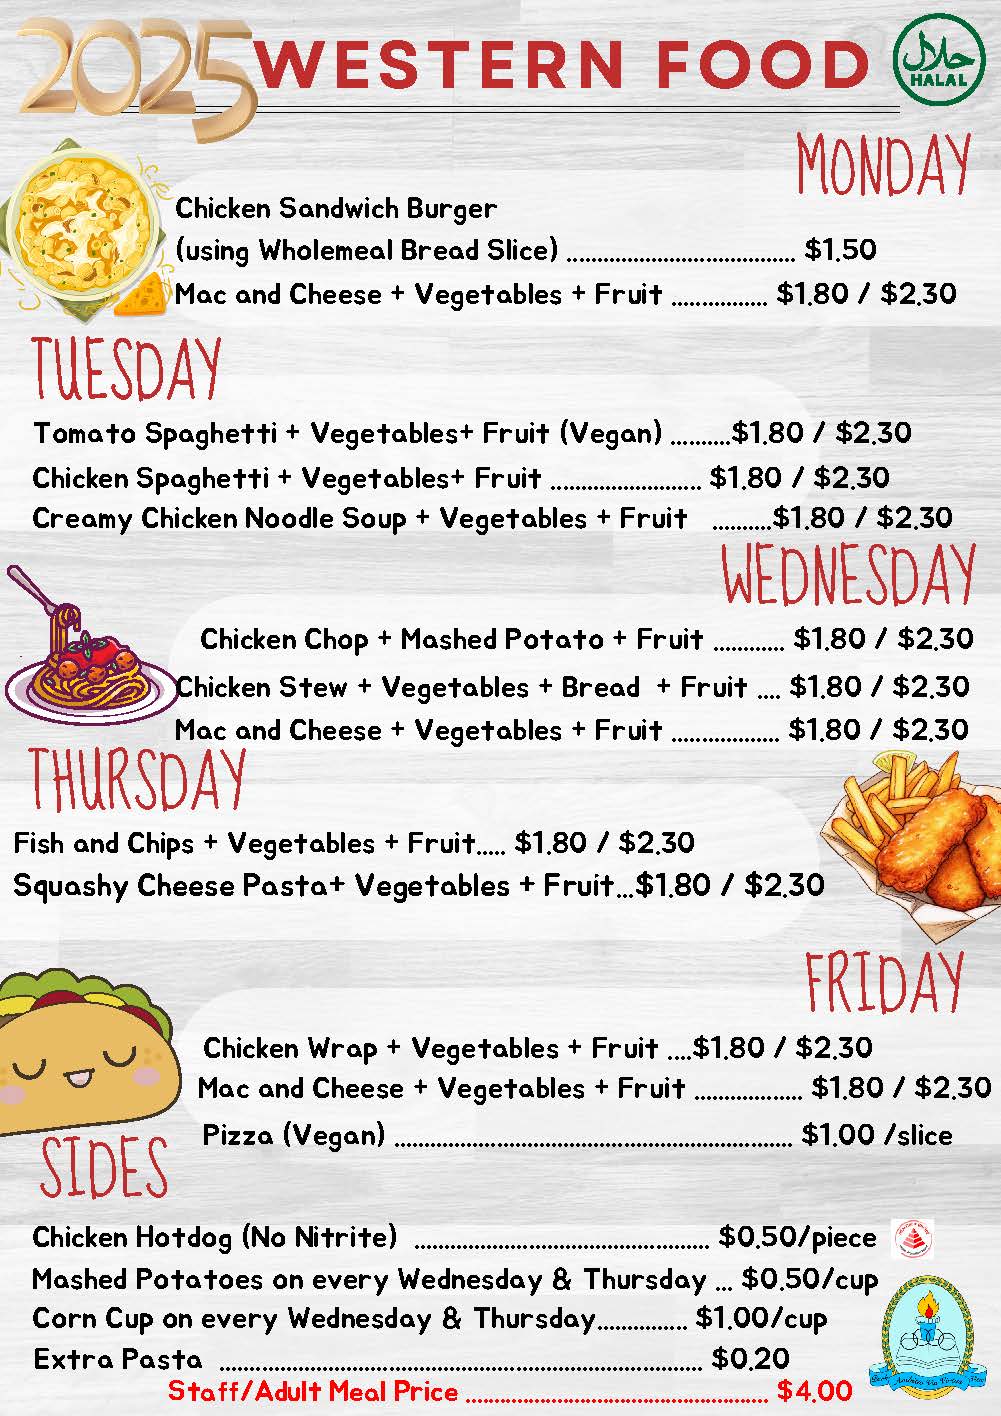 2025 WESTERN FOOD
حلال
HALAL
MONDAY
Chicken Sandwich Burger
(using Wholemeal Bread Slice) ...................................... $1.50
Mac and Cheese + Vegetables + Fruit ................ $1.80 / $2.30
TUESDAY
Tomato Spaghetti + Vegetables+ Fruit (Vegan) ..........$1.80 / $2.30
Chicken Spaghetti + Vegetables+ Fruit ......................... $1.80 / $2.30
Creamy Chicken Noodle Soup + Vegetables + Fruit ..........$1.80 / $2.30
WEDNESDAY
Chicken Chop + Mashed Potato + Fruit ............ $1.80 / $2.30
Chicken Stew + Vegetables + Bread + Fruit .... $1.80 / $2.30
Mac and Cheese + Vegetables + Fruit .................. $1.80 / $2.30
THURSDAY
Fish and Chips + Vegetables + Fruit..... $1.80 / $2.30
Squashy Cheese Pasta+ Vegetables + Fruit...$1.80 / $2.30
FRIDAY
Chicken Wrap + Vegetables + Fruit ....$1.80 / $2.30
Mac and Cheese + Vegetables + Fruit .................. $1.80 / $2.30
Pizza (Vegan) .................................................................. $1.00 /slice
SIDES
Chicken Hotdog (No Nitrite) ................................................. $0.50/piece
Mashed Potatoes on every Wednesday & Thursday ... $0.50/cup
Corn Cup on every Wednesday & Thursday............... $1.00/cup
Extra Pasta ................................................................................ $0.20
Staff/Adult Meal Price .................................................. $4.00